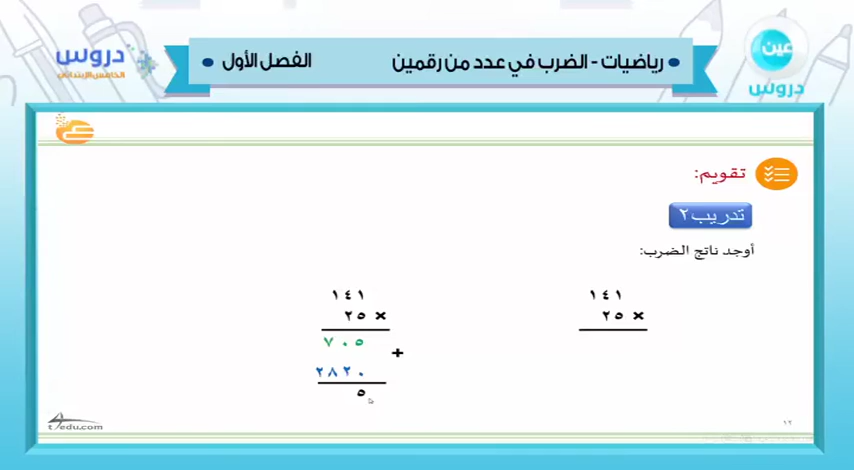 عين
دروس
رياضيات - الضرب في عدد من رقمين
الفصل الأول
دروس
الخامس الإبتدائي
تقويم:
تدريب ٢
أوجد ناتج الضرب:
١٤١
٢٥ ×
١٤١
٢٥ ×
٧٠٥
+
٢٨٢٠
٥
t4edu.com
١٢